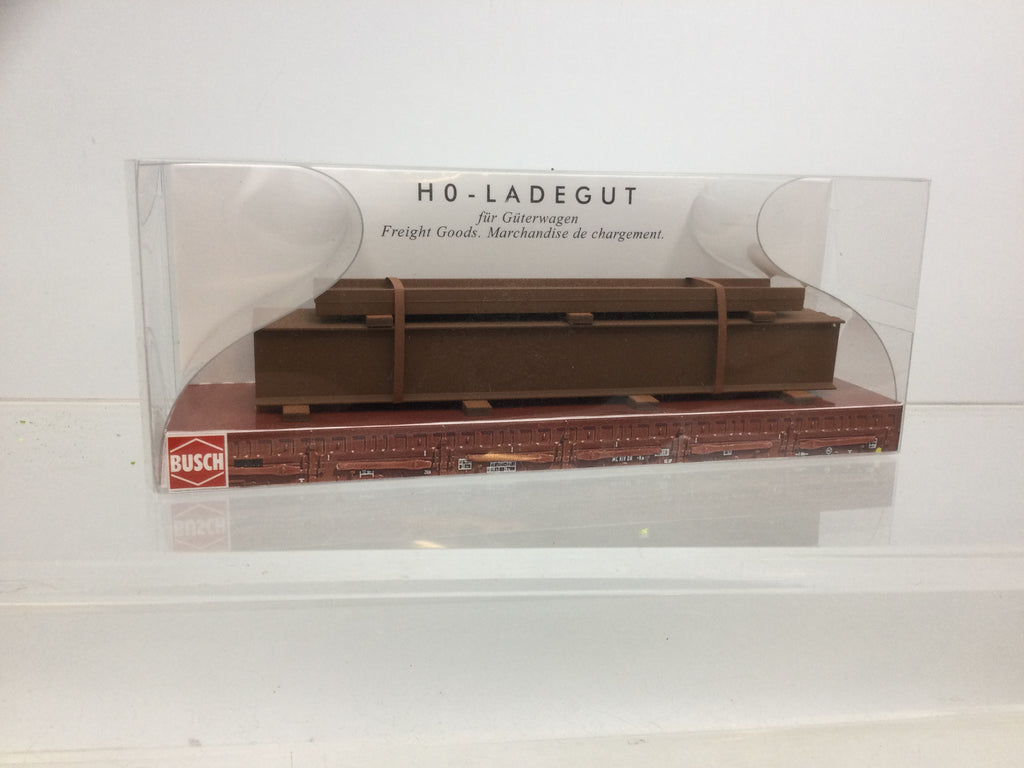 H0-LADEGUT
für Güterwagen
Freight Goods. Marchandise de chargement.
BUSCH